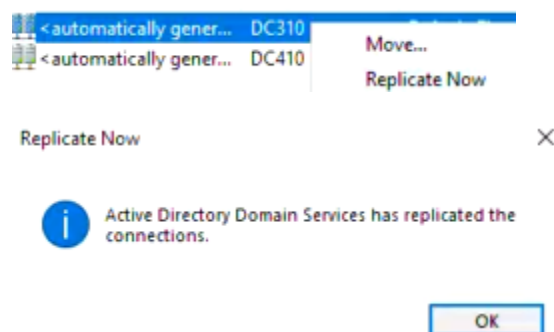 <automatically gener... DC310
Move...
<automatically gener... DC410
Replicate Now
Replicate Now
Active Directory Domain Services has replicated the
connections.
OK